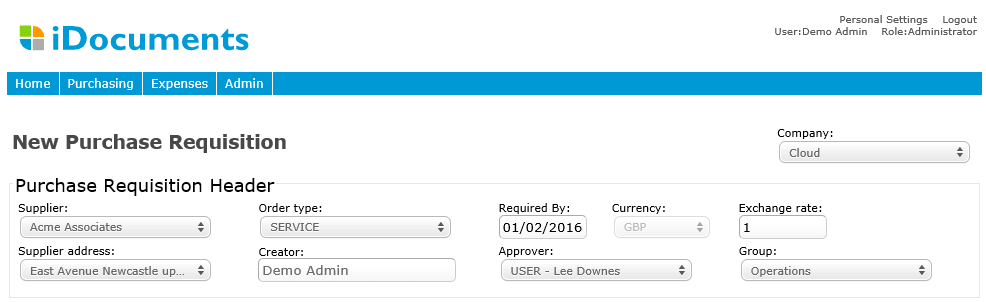 Personal Settings Logout
iDocuments
User:Demo Admin Role:Administrator
Home Purchasing Expenses Admin
New Purchase Requisition
Company:
Cloud
Purchase Requisition Header
Supplier: Order type: Required By: Currency: Exchange rate:
Acme Associates SERVICE 01/02/2016 GBP 1
Supplier address: Creator: Approver: Group:
East Avenue Newcastle up... Demo Admin USER - Lee Downes Operations